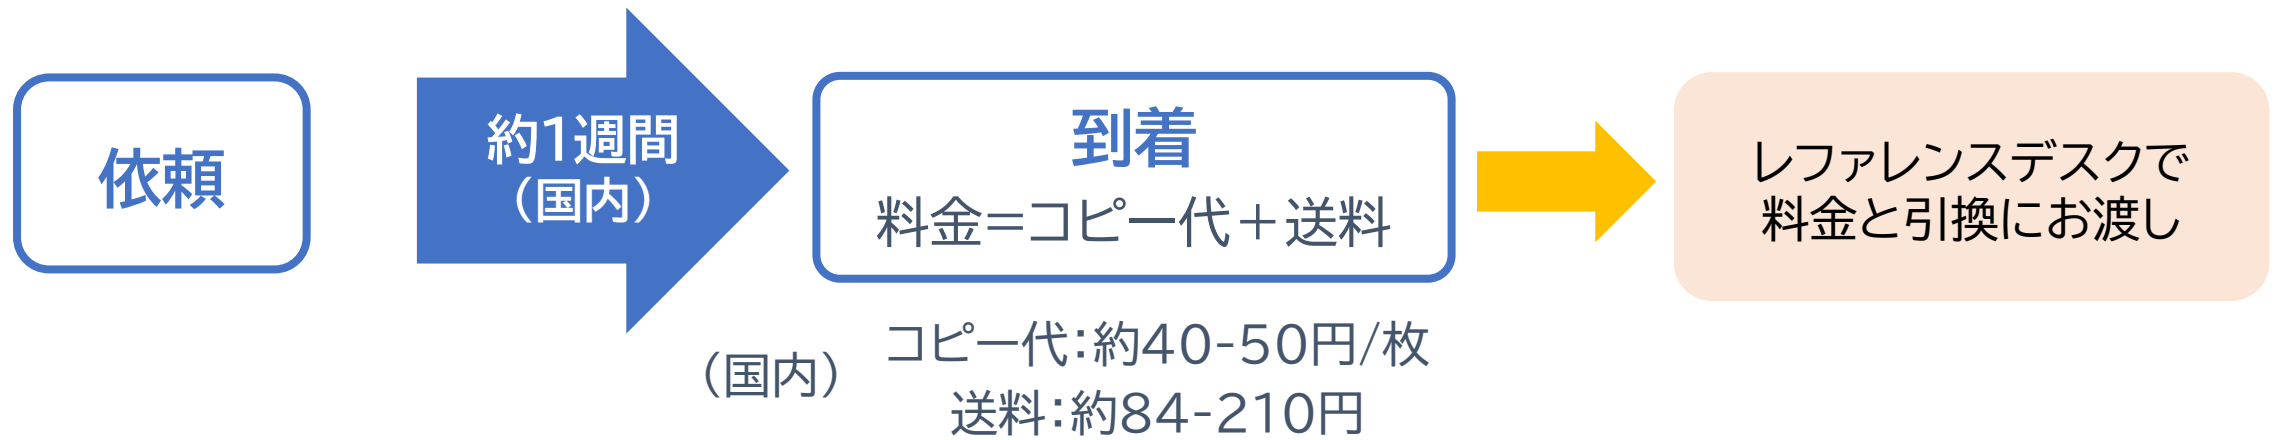 依頼
約1週間
（国内）
到着
料金=コピー代＋送料
レファレンスデスクで
料金と引換にお渡し
（国内）
コピー代：約40-50円/枚
送料：約84-210円